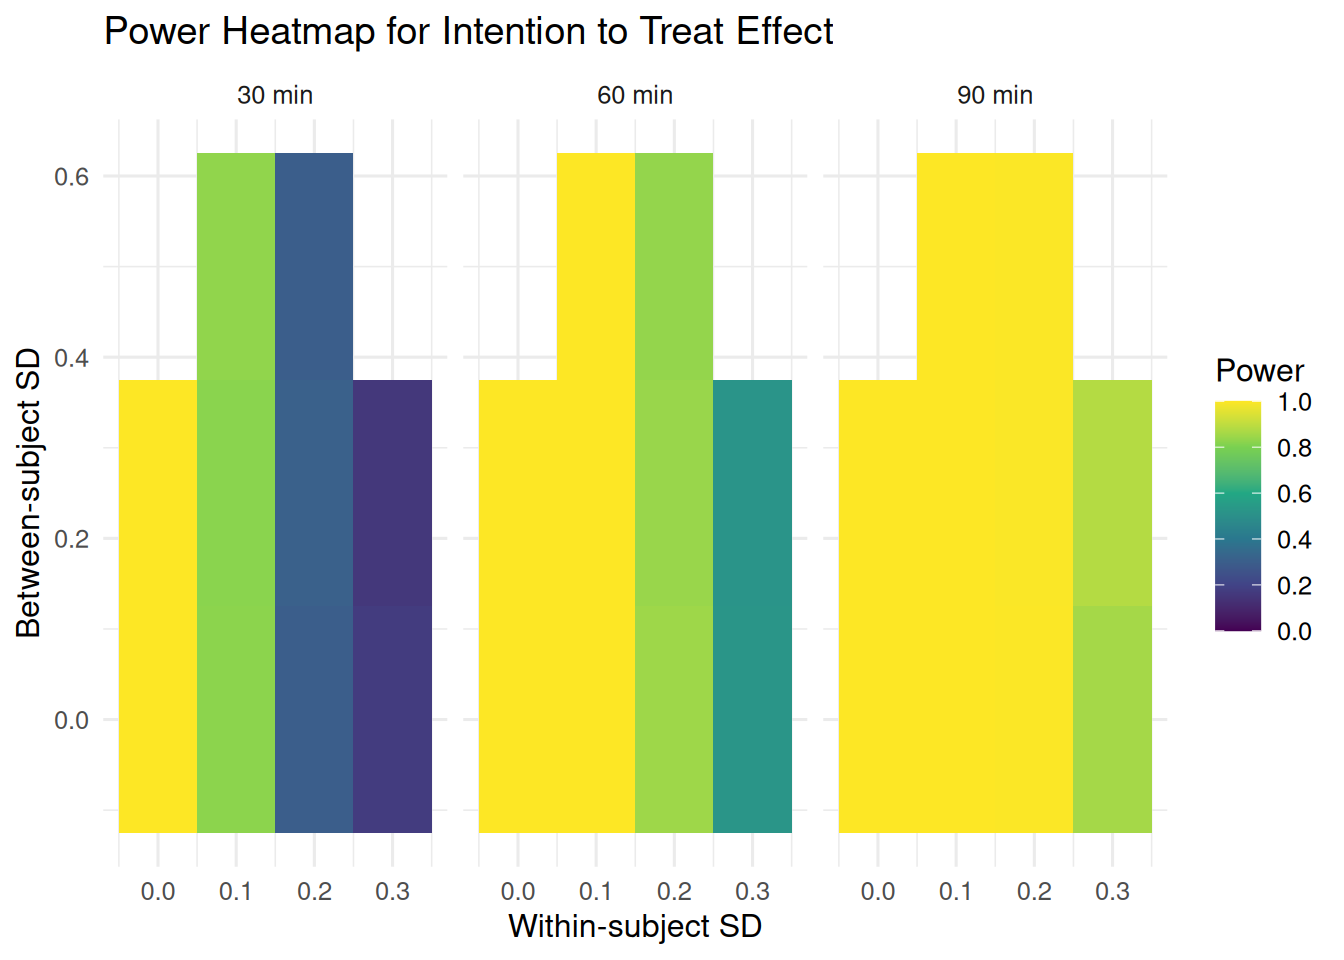 Power Heatmap for Intention to Treat Effect
30 min
60 min
90 min
Between-subject SD
0.6
0.4
0.2
0.0
0.0 0.1 0.2 0.3
0.0 0.1 0.2 0.3
0.0 0.1 0.2 0.3
Within-subject SD
Power
1.0
0.8
0.6
0.4
0.2
0.0